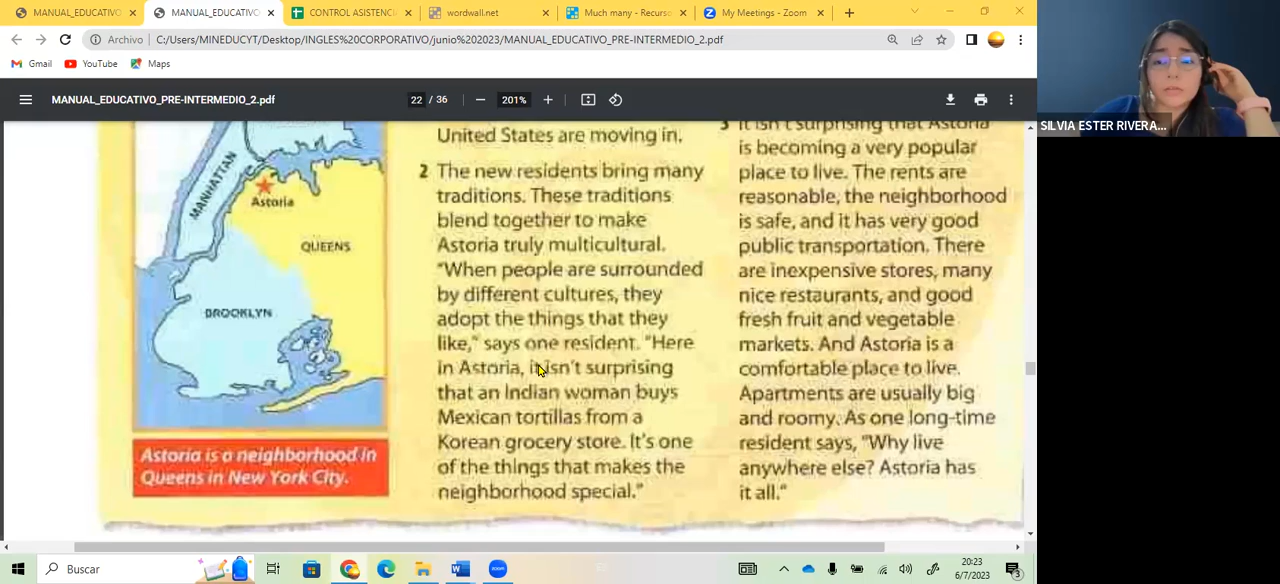 MANUAL_EDUCATIVO
MANUAL_EDUCATIVO
CONTROL ASISTENCI
wordwall.net
Much many - Recurso
My Meetings - Zoom
Archivo
C:/Users/MINEDUCYT/Desktop/INGLES%20CORPORATIVO/junio%202023/MANUAL_EDUCATIVO_PRE-INTERMEDIO_2.pdf
Gmail
YouTube
Maps
MANUAL_EDUCATIVO_PRE-INTERMEDIO_2.pdf
22 / 36
201%
SILVIA ESTER RIVERA...
MANHATTAN
Astoria
QUEENS
BROOKLYN
Astoria is a neighborhood in
Queens in New York City.
United States are moving in.
2 The new residents bring many
traditions. These traditions
blend together to make
Astoria truly multicultural.
"When people are surrounded
by different cultures, they
adopt the things that they
like," says one resident. "Here
in Astoria, it isn't surprising
that an Indian woman buys
Mexican tortillas from a
Korean grocery store. It's one
of the things that makes the
neighborhood special."
3 It isn't surprising that Astoria
is becoming a very popular
place to live. The rents are
reasonable, the neighborhood
is safe, and it has very good
public transportation. There
are inexpensive stores, many
nice restaurants, and good
fresh fruit and vegetable
markets. And Astoria is a
comfortable place to live.
Apartments are usually big
and roomy. As one long-time
resident says, "Why live
anywhere else? Astoria has
it all."
Buscar
20:23
6/7/2023